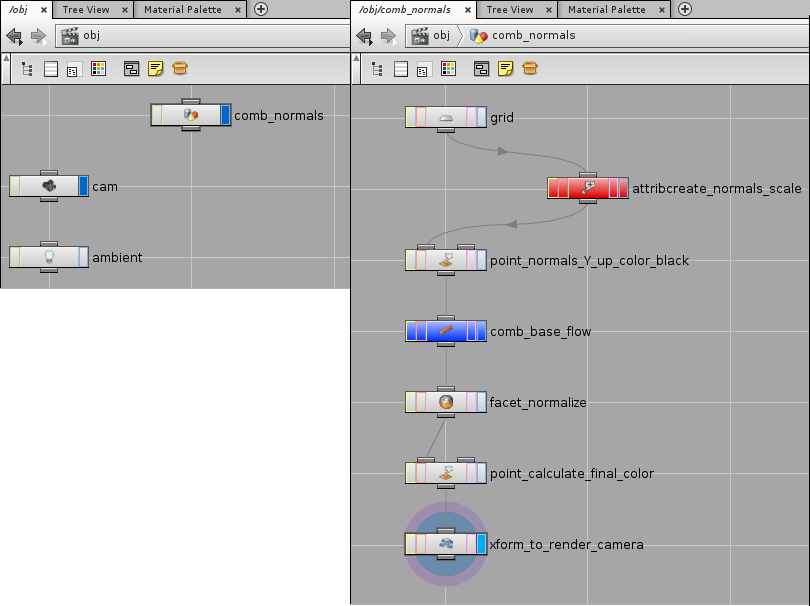 /obj
Tree View
Material Palette
obj
comb_normals
cam
ambient
/obj/comb_normals
Tree View
Material Palette
obj
comb_normals
grid
attribcreate_normals_scale
point_normals_Y_up_color_black
comb_base_flow
facet_normalize
point_calculate_final_color
xform_to_render_camera